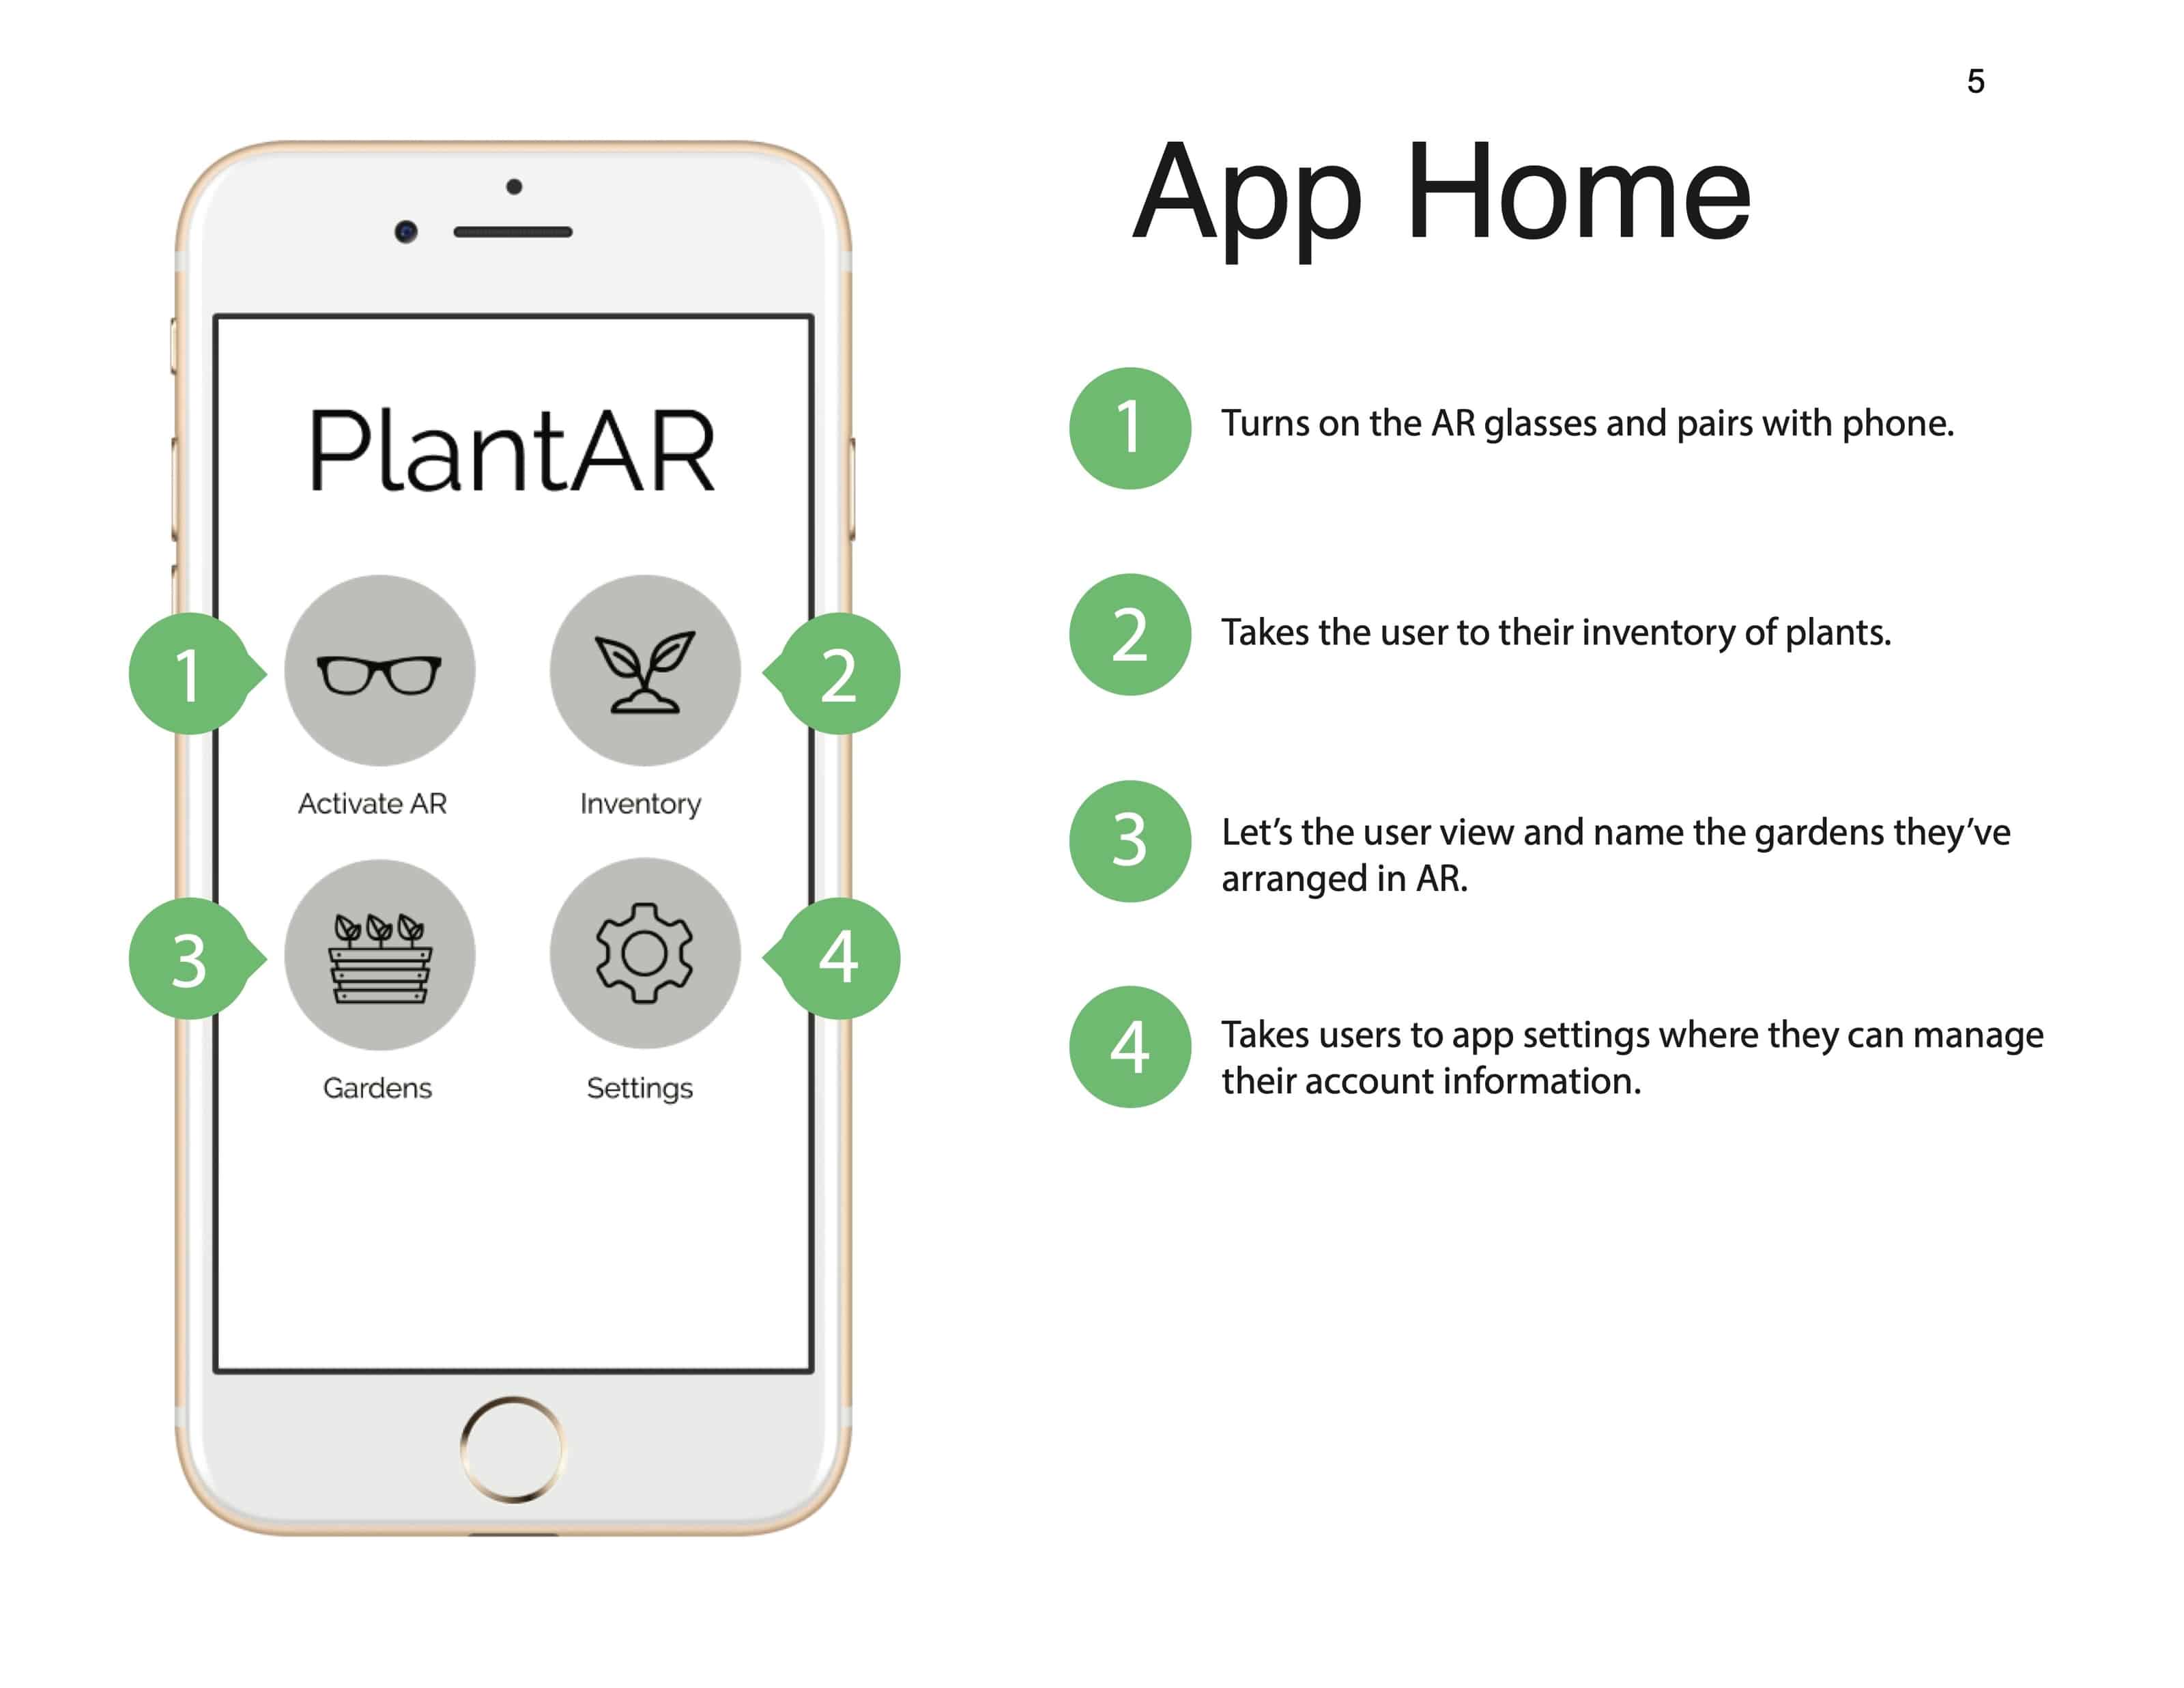 5
App Home
PlantAR
1
Activate AR
2
Inventory
3
Gardens
4
Settings
1 Turns on the AR glasses and pairs with phone.
2 Takes the user to their inventory of plants.
3 Let’s the user view and name the gardens they’ve
arranged in AR.
4 Takes users to app settings where they can manage
their account information.